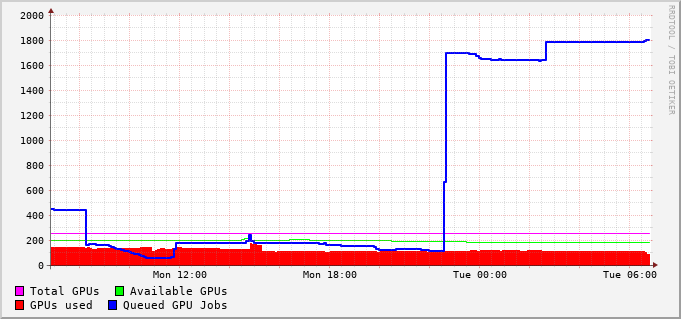 2000
1800
1600
1400
1200
1000
800
600
400
200
0
Mon 12:00 Mon 18:00 Tue 00:00 Tue 06:00
Total GPUs Available GPUs
GPUs used Queued GPU Jobs
RRDTOOL / TOBI OETIKER